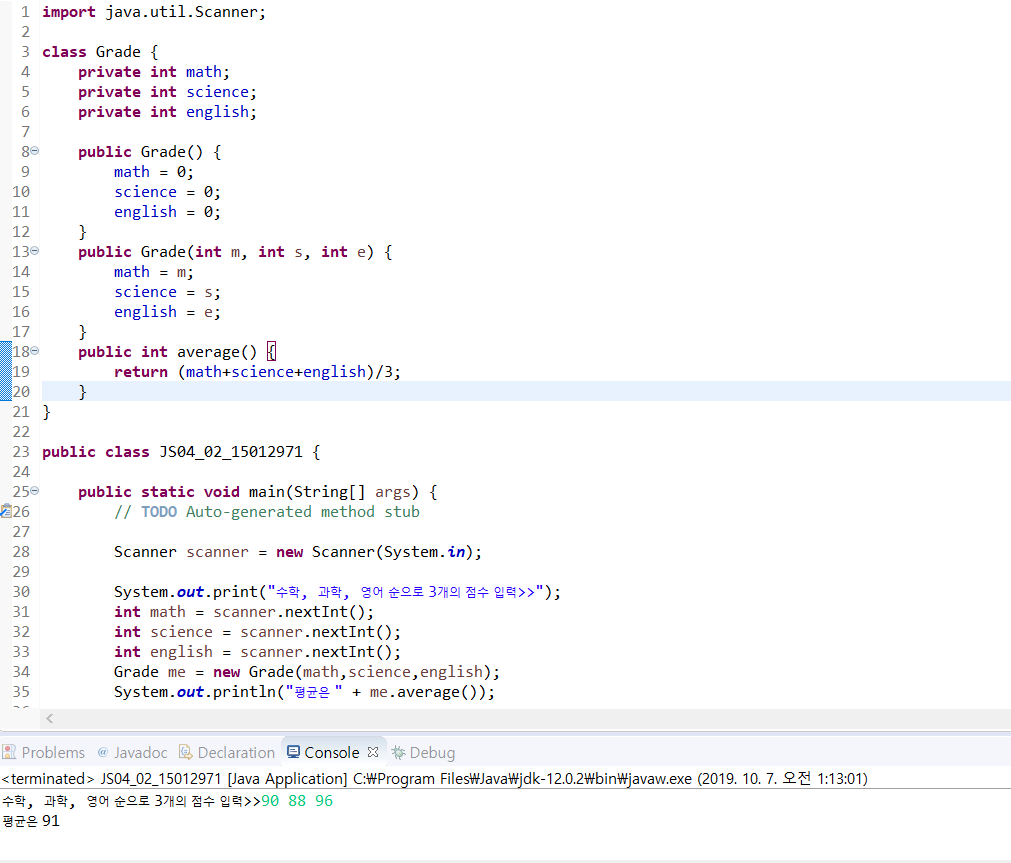 1 import java.util.Scanner;
2
3 class Grade {
4 private int math;
5 private int science;
6 private int english;
7
8 public Grade() {
9 math = 0;
10 science = 0;
11 english = 0;
12 }
13 public Grade(int m, int s, int e) {
14 math = m;
15 science = s;
16 english = e;
17 }
18 public int average() {
19 return (math+science+english)/3;
20 }
21 }
22
23 public class JS04_02_15012971 {
24
25 public static void main(String[] args) {
26 // TODO Auto-generated method stub
27
28 Scanner scanner = new Scanner(System.in);
29
30 System.out.print("수학, 과학, 영어 순으로 3개의 점수 입력>>");
31 int math = scanner.nextInt();
32 int science = scanner.nextInt();
33 int english = scanner.nextInt();
34 Grade me = new Grade(math,science,english);
35 System.out.println("평균은 " + me.average());
Problems @ Javadoc Declaration Console Debug
<terminated> JS04_02_15012971 [Java Application] C:₩Program Files₩Java₩jdk-12.0.2₩bin₩javaw.exe (2019. 10. 7. 오전 1:13:01)
수학, 과학, 영어 순으로 3개의 점수 입력>>90 88 96
평균은 91